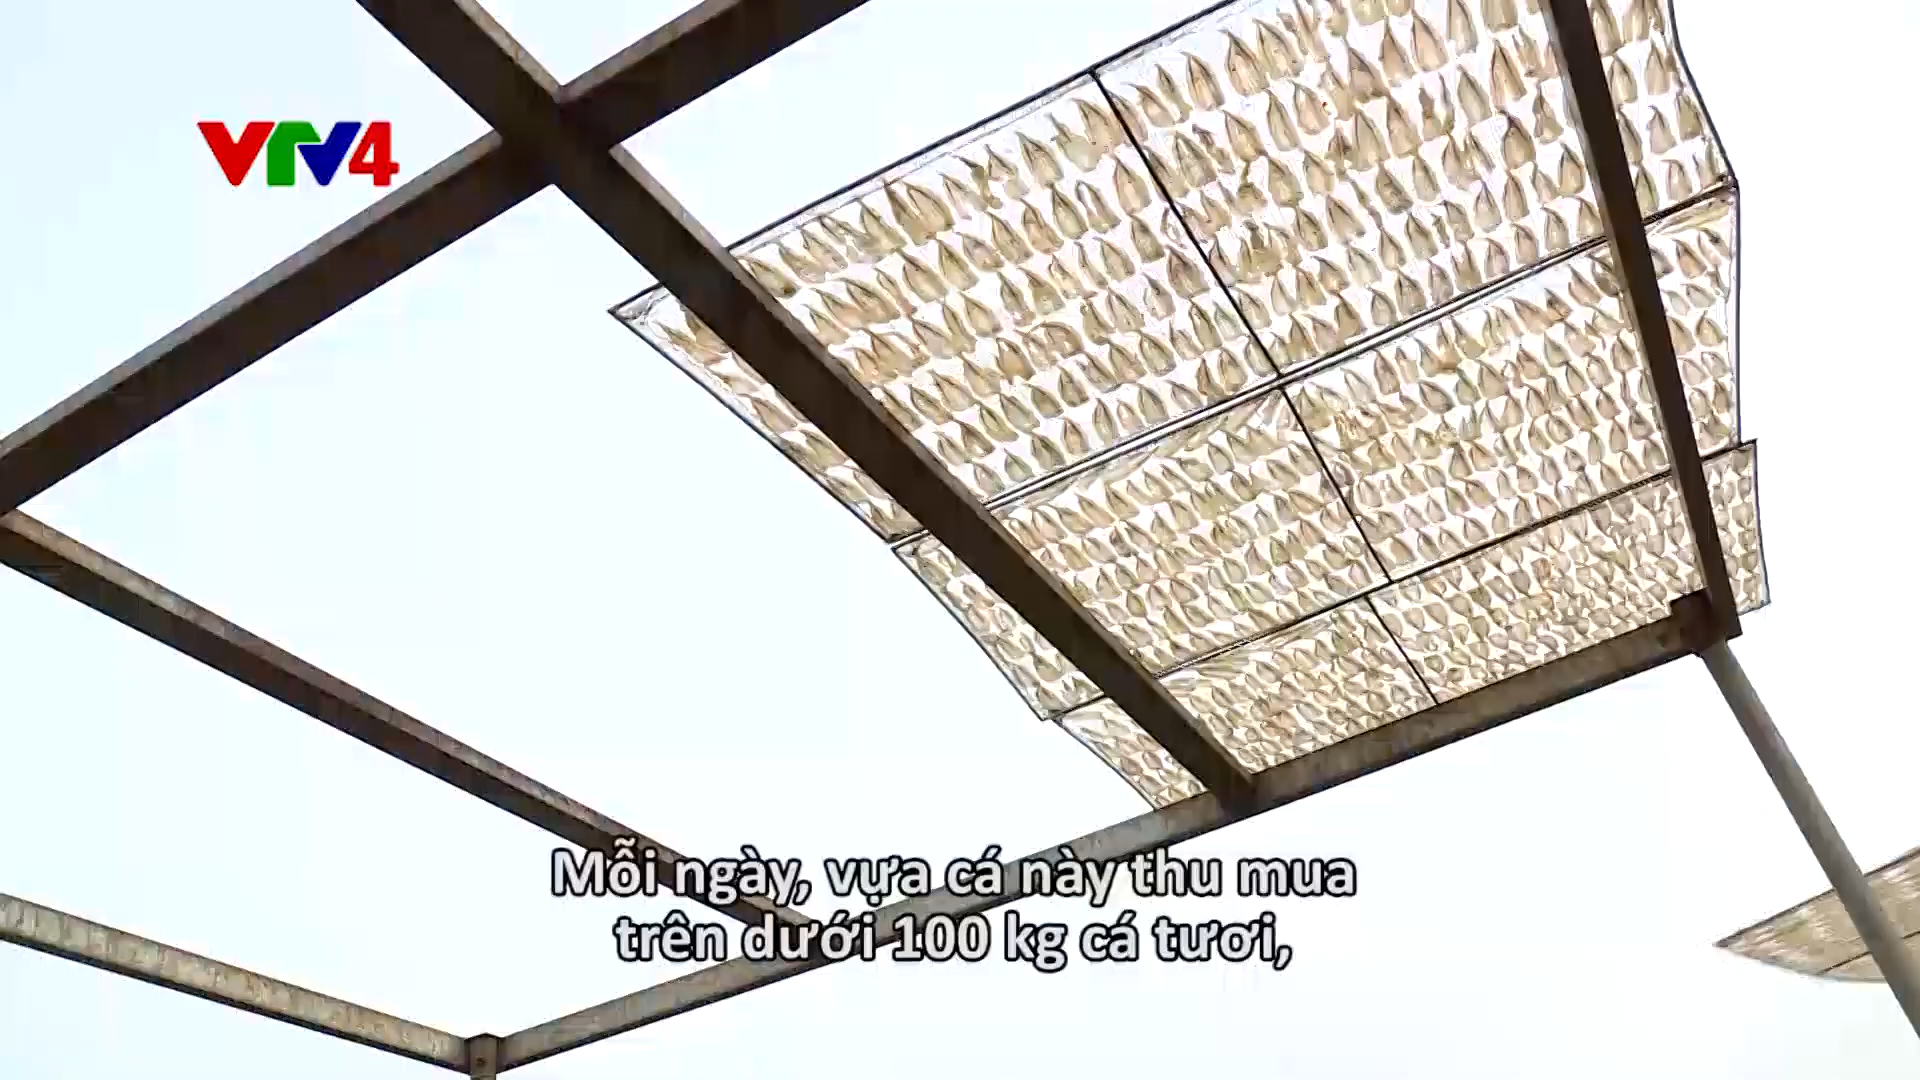 VTV4
Mỗi ngày, vựa cá này thu mua
trên dưới 100 kg cá tươi,